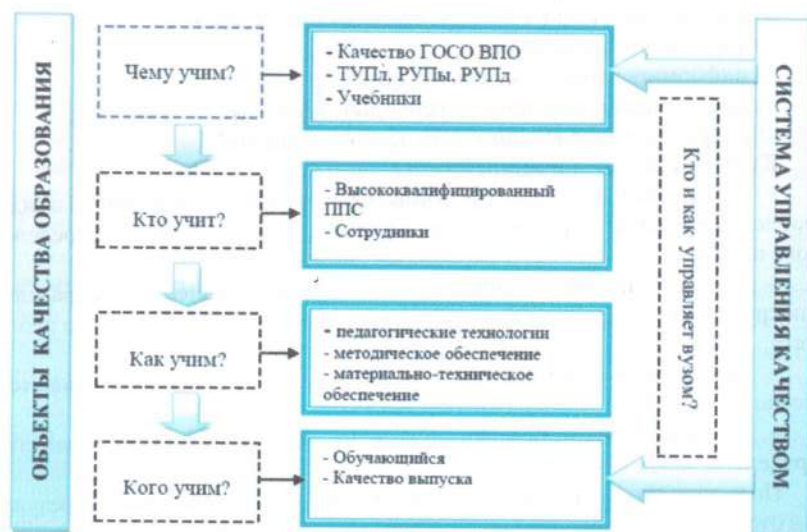 ОБЪЕКТЫ КАЧЕСТВА ОБРАЗОВАНИЯ
Чему учим?
- Качество ГОСО ВПО
- ТУПл, РУПы, РУПд
- Учебники
Кто учит?
- Высококвалифицированный
ППС
- Сотрудники
Как учим?
- педагогические технологии
- методическое обеспечение
- материально-техническое
обеспечение
Кого учим?
- Обучающийся
- Качество выпуска
Кто и как управляет вузом?
СИСТЕМА УПРАВЛЕНИЯ КАЧЕСТВОМ